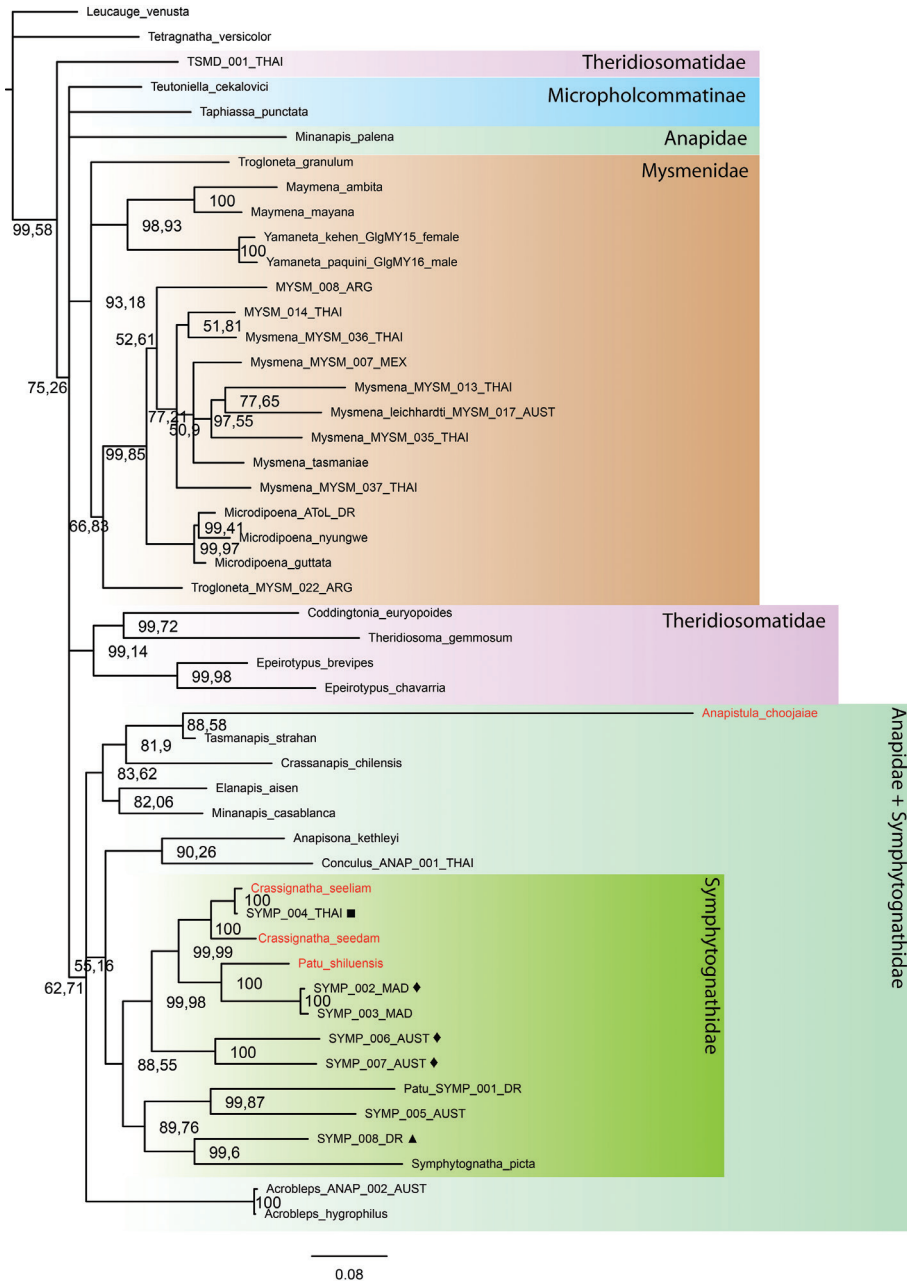 Leucauge_venusta
Tetragnatha_versicolor
TSMD_001_THAI
Theridiosomatidae
Teutoniella_cekalovici
Micropholcommatinae
Taphiassa_punctata
Minanapis_palena
Anapidae
Trogloneta_granulum
Mysmenidae
Maymena_ambita
100
Maymena_mayana
99,58
98,93
Yamaneta_kehen_GlgMY15_female
100
Yamaneta_paquini_GlgMY16_male
MYSM_008_ARG
93,18
MYSM_014_THAI
51,81
52,61
Mysmena_MYSM_036_THAI
Mysmena_MYSM_007_MEX
75,26
Mysmena_MYSM_013_THAI
77,65
Mysmena_leichhardti_MYSM_017_AUST
77,21
50,9
97,55
Mysmena_MYSM_035_THAI
99,85
Mysmena_tasmaniae
Mysmena_MYSM_037_THAI
Microdipoena_AToL_DR
66,83
99,41
Microdipoena_nyungwe
99,97
Microdipoena_guttata
Trogloneta_MYSM_022_ARG
Coddingtonia_euryopoides
Theridiosomatidae
99,72
Theridiosoma_gemmosum
99,14
Epeirotypus_brevipes
99,98
Epeirotypus_chavarria
Anapistula_choojaiae
88,58
Tasmanapis_strahan
81,9
Crassanapis_chilensis
83,62
Elanapis_aisen
82,06
Minanapis_casablanca
Anapidae + Symphytognathidae
Anapisona_kethleyi
90,26
Conculus_ANAP_001_THAI
Crassignatha_seeliam
100
SYMP_004_THAI ■
Symphytognathidae
100
Crassignatha_seedam
99,99
55,16
Patu_shiluensis
62,71
100
99,98
SYMP_002_MAD ♦
100
SYMP_003_MAD
SYMP_006_AUST ♦
100
88,55
SYMP_007_AUST ♦
Patu_SYMP_001_DR
99,87
SYMP_005_AUST
89,76
SYMP_008_DR ▲
99,6
Symphytognatha_picta
Acrobleps_ANAP_002_AUST
100
Acrobleps_hygrophilus
0.08